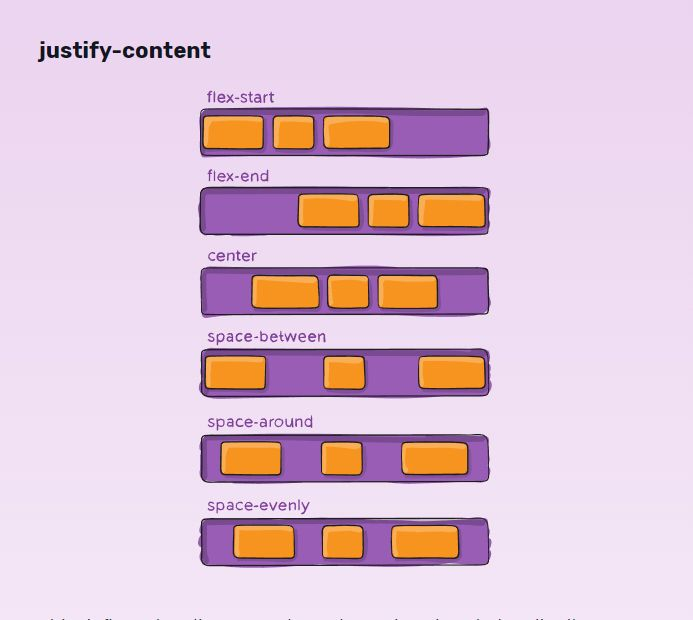 justify-content
flex-start
flex-end
center
space-between
space-around
space-evenly